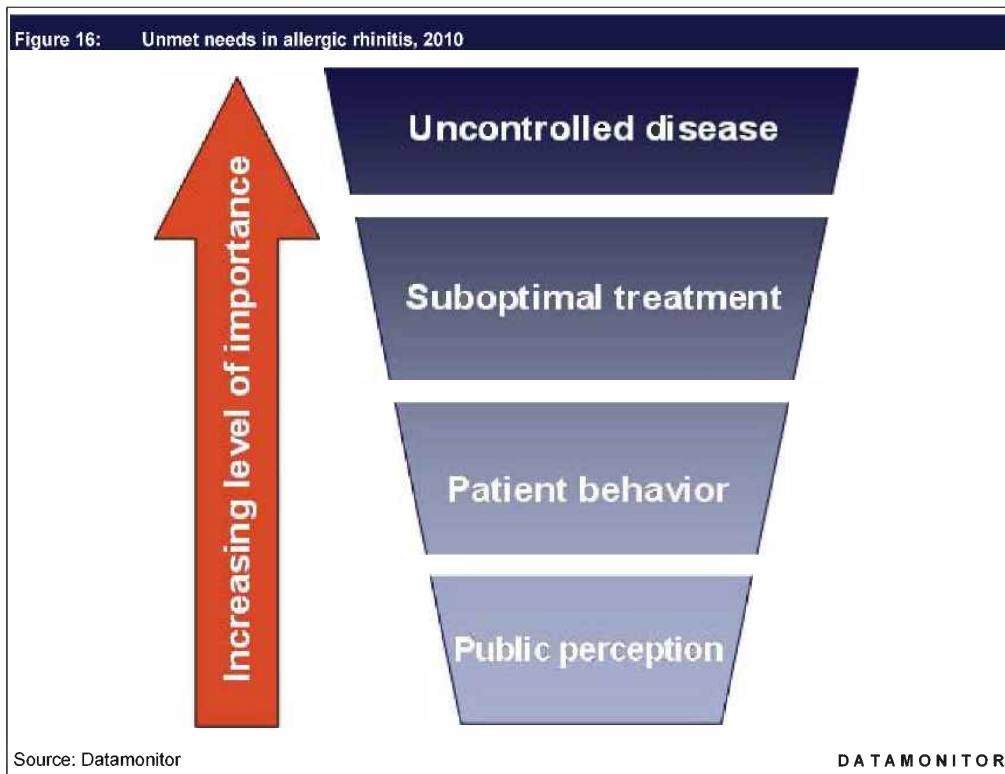 Figure 16: Unmet needs in allergic rhinitis, 2010
Increasing level of importance
Uncontrolled disease
Suboptimal treatment
Patient behavior
Public perception
Source: Datamonitor
DATAMONITOR